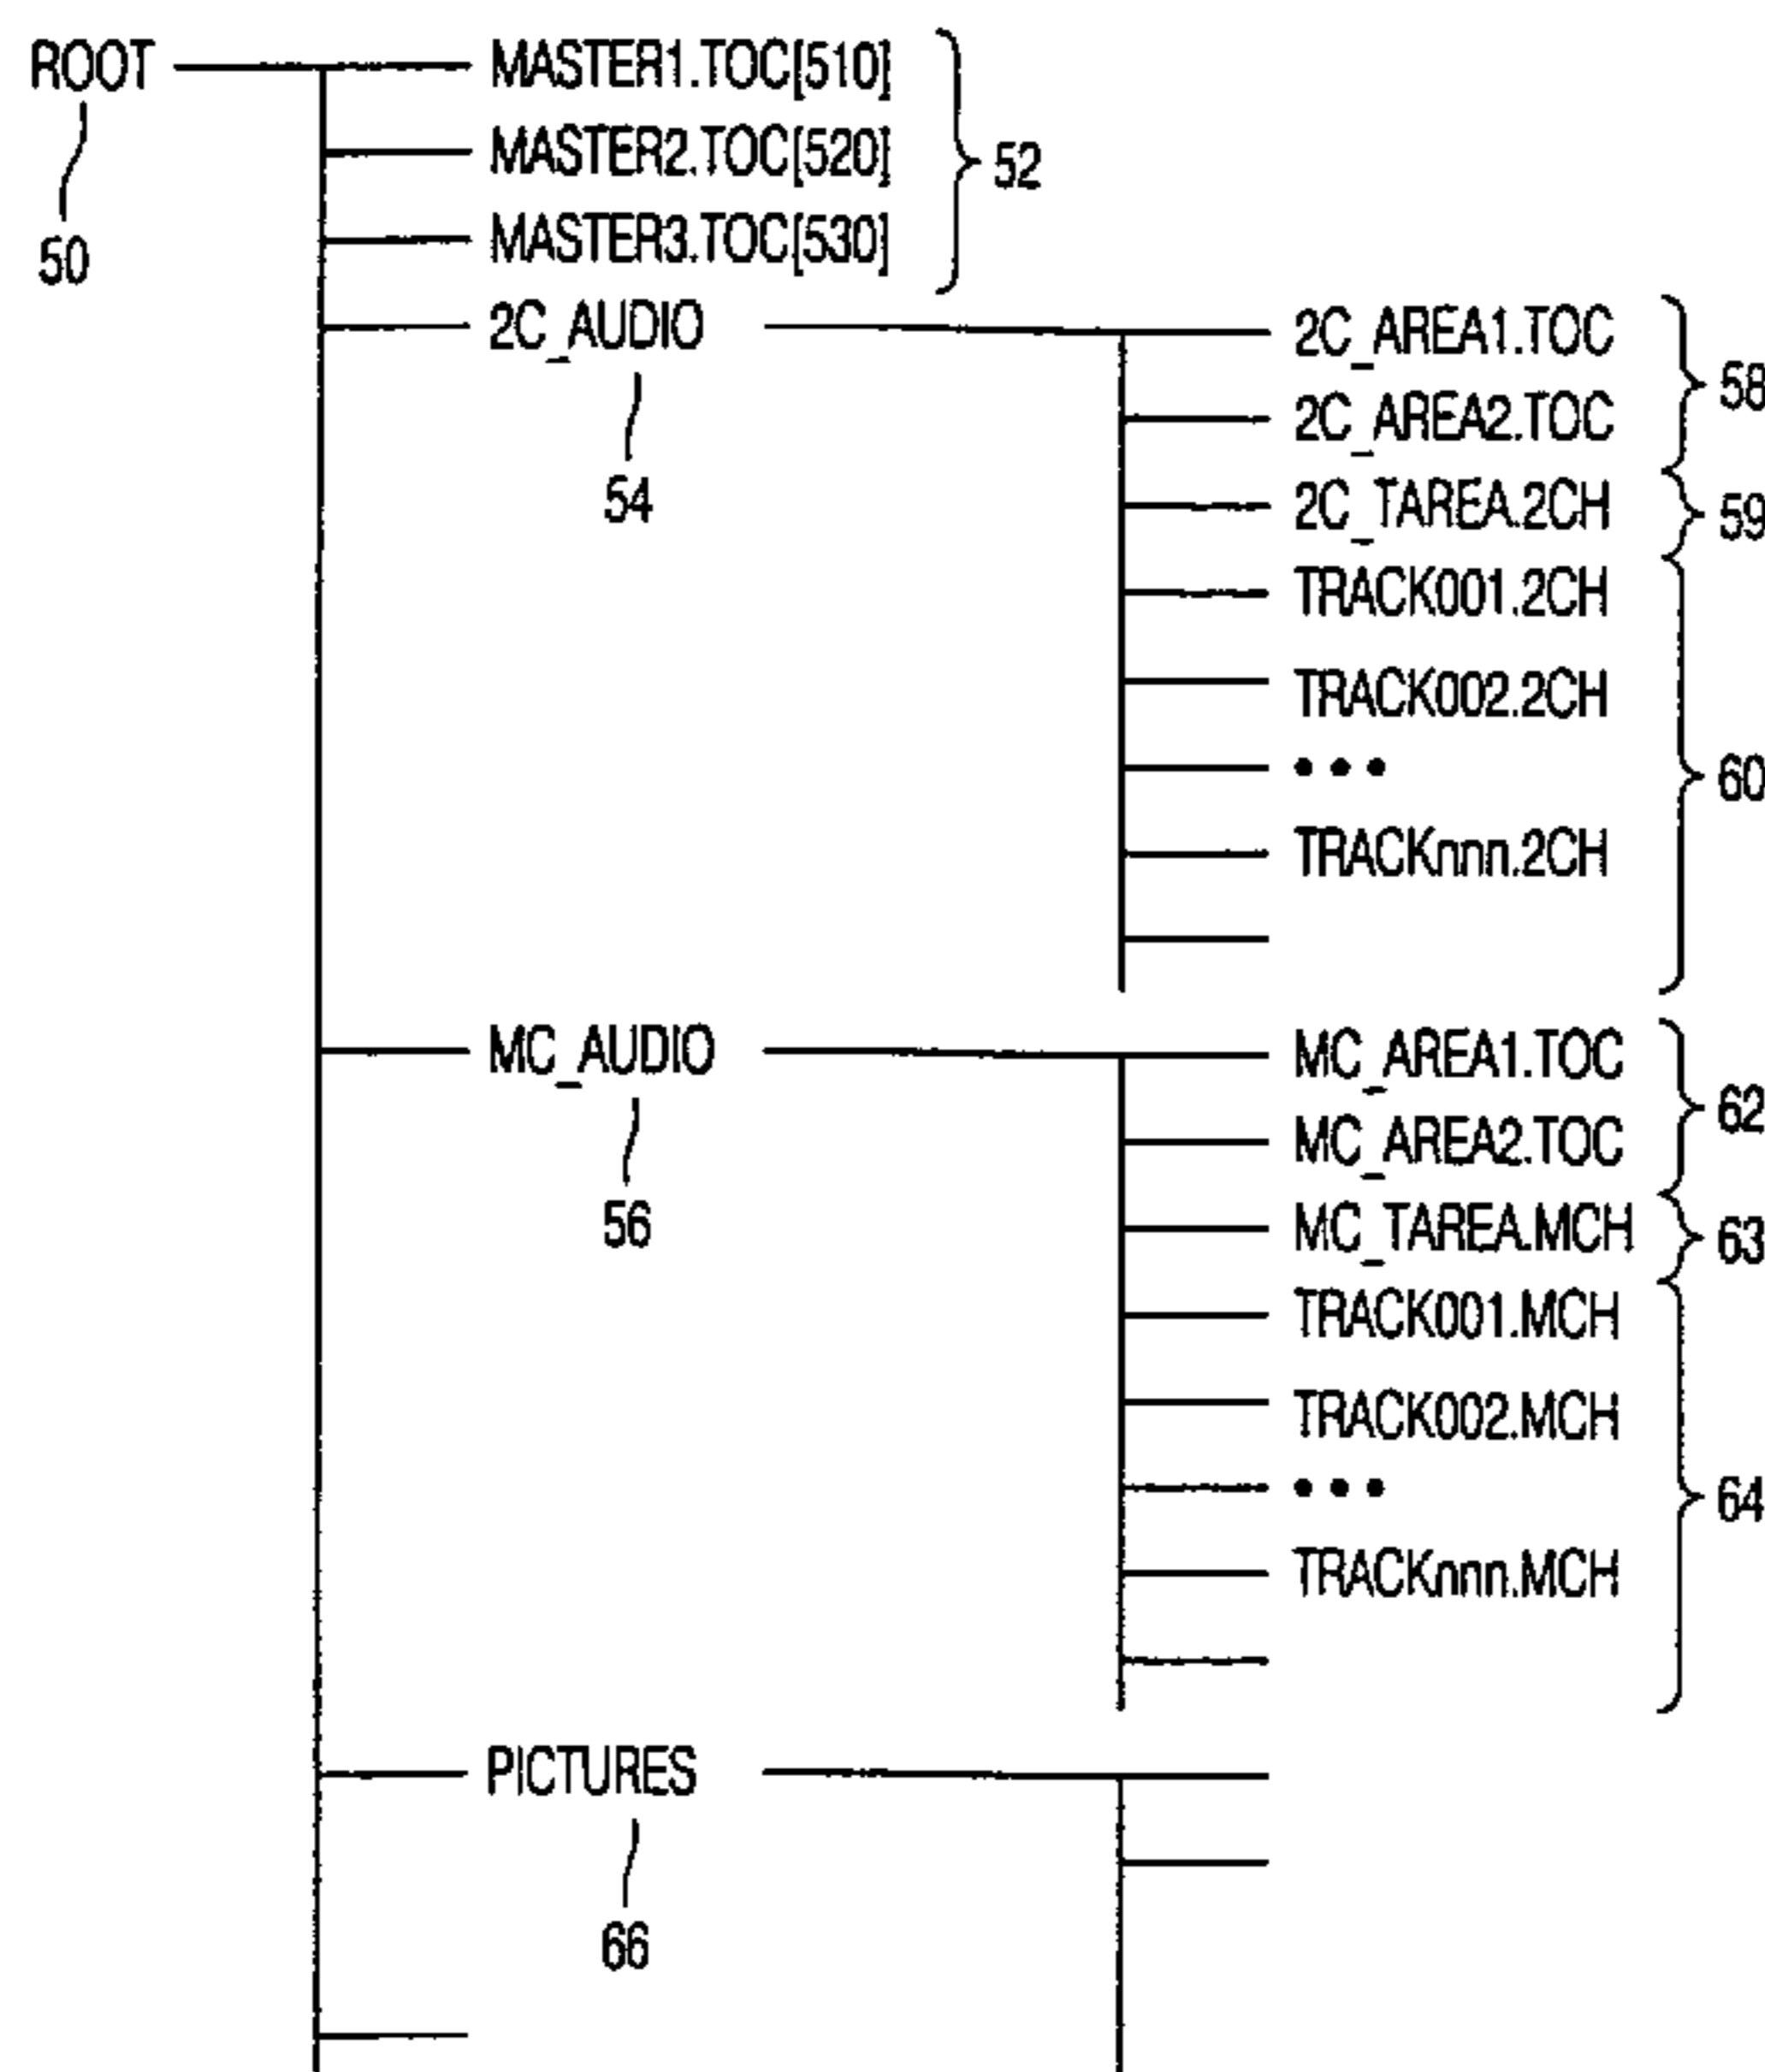 ROOT
50
MASTER1.TOC[510]
MASTER2.TOC[520]
MASTER3.TOC[530]
52
2C_AUDIO
54
2C_AREA1.TOC
2C_AREA2.TOC
58
2C_TAREA.2CH
59
TRACK001.2CH
TRACK002.2CH
• • •
TRACKnnn.2CH
60
MC_AUDIO
56
MC_AREA1.TOC
MC_AREA2.TOC
62
MC_TAREA.MCH
63
TRACK001.MCH
TRACK002.MCH
• • •
TRACKnnn.MCH
64
PICTURES
66